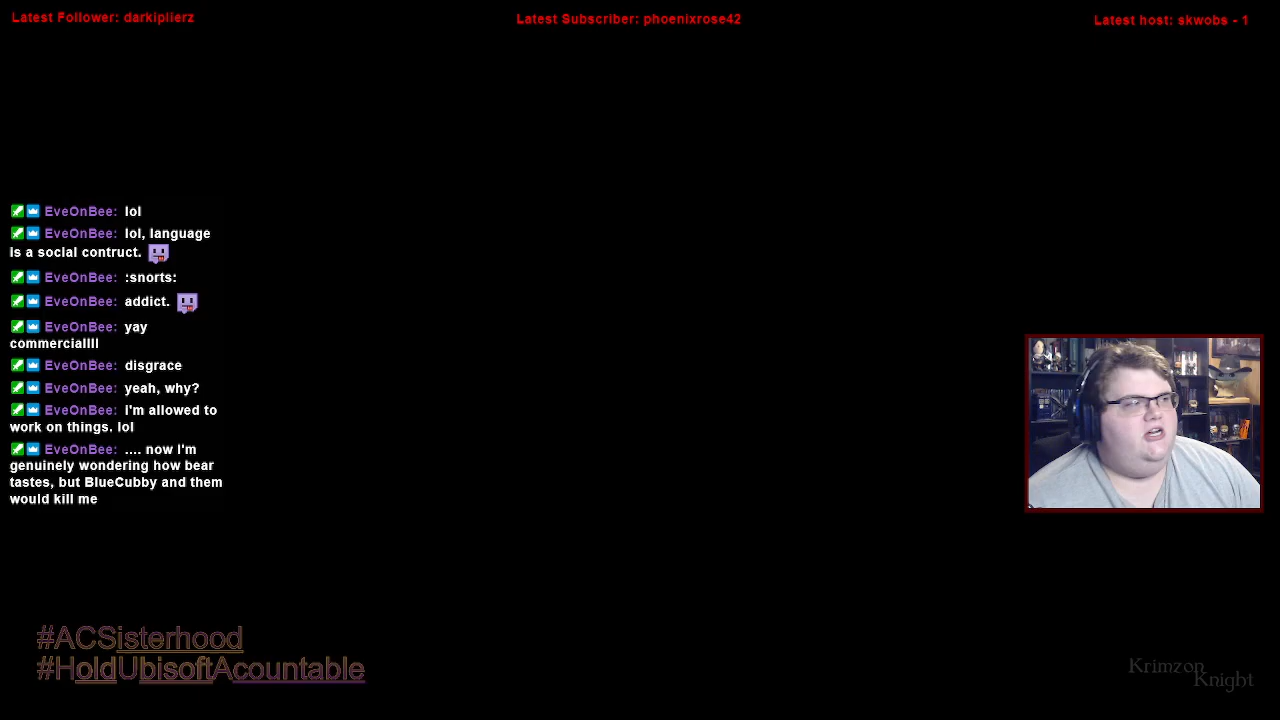 Latest Follower: darkiplierz
Latest Subscriber: phoenixrose42
Latest host: skwobs - 1
EveOnBee: lol
EveOnBee: lol, language
is a social contruct.
EveOnBee: :snorts:
EveOnBee: addict.
EveOnBee: yay
commerciallll
EveOnBee: disgrace
EveOnBee: yeah, why?
EveOnBee: I'm allowed to
work on things. lol
EveOnBee: .... now I'm
genuinely wondering how bear
tastes, but BlueCubby and them
would kill me
#ACSisterhood
#HoldUbisoftAcountable
Krimzon
Knight